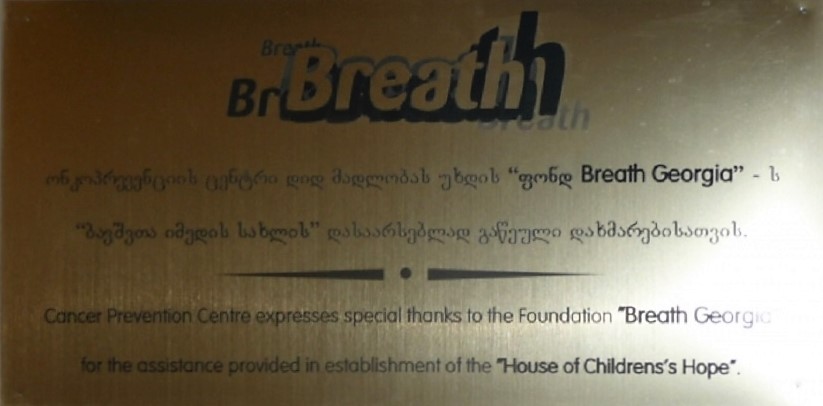 Breath
Br Breath h
Breath
ონკოპრევენციის ცენტრი დიდ მადლობას უხდის “ფონდ Breath Georgia” - ს
“ბავშვთა იმედის სახლის” დასაარსებლად გაწეული დახმარებისათვის.
Cancer Prevention Centre expresses special thanks to the Foundation "Breath Georgia
for the assistance provided in establishment of the "House of Childrens's Hope".